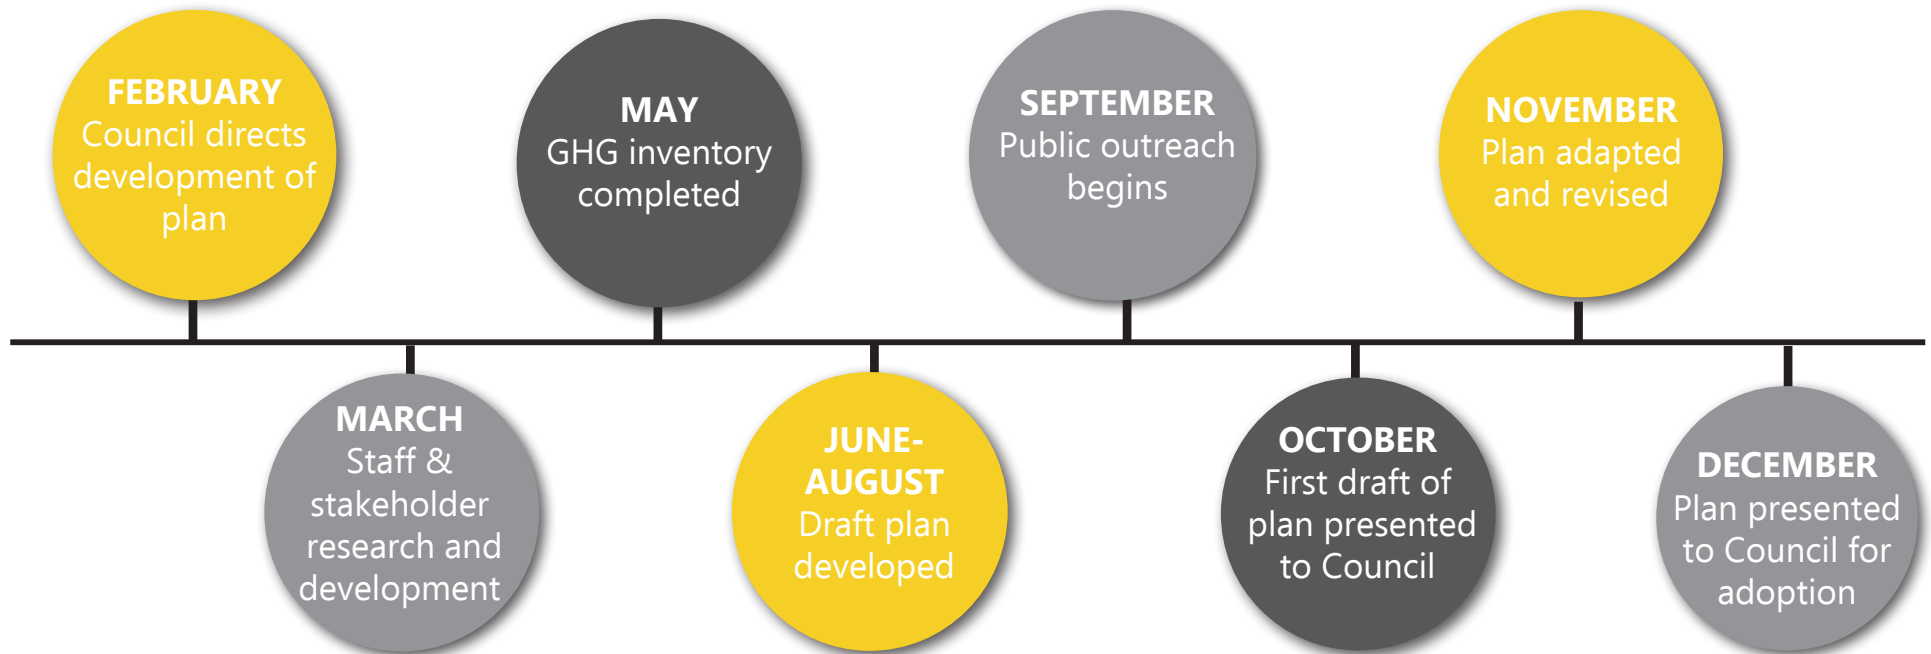 FEBRUARY
Council directs
development of
plan
MARCH
Staff &
stakeholder
research and
development
MAY
GHG inventory
completed
JUNE-
AUGUST
Draft plan
developed
SEPTEMBER
Public outreach
begins
OCTOBER
First draft of
plan presented
to Council
NOVEMBER
Plan adapted
and revised
DECEMBER
Plan presented
to Council for
adoption